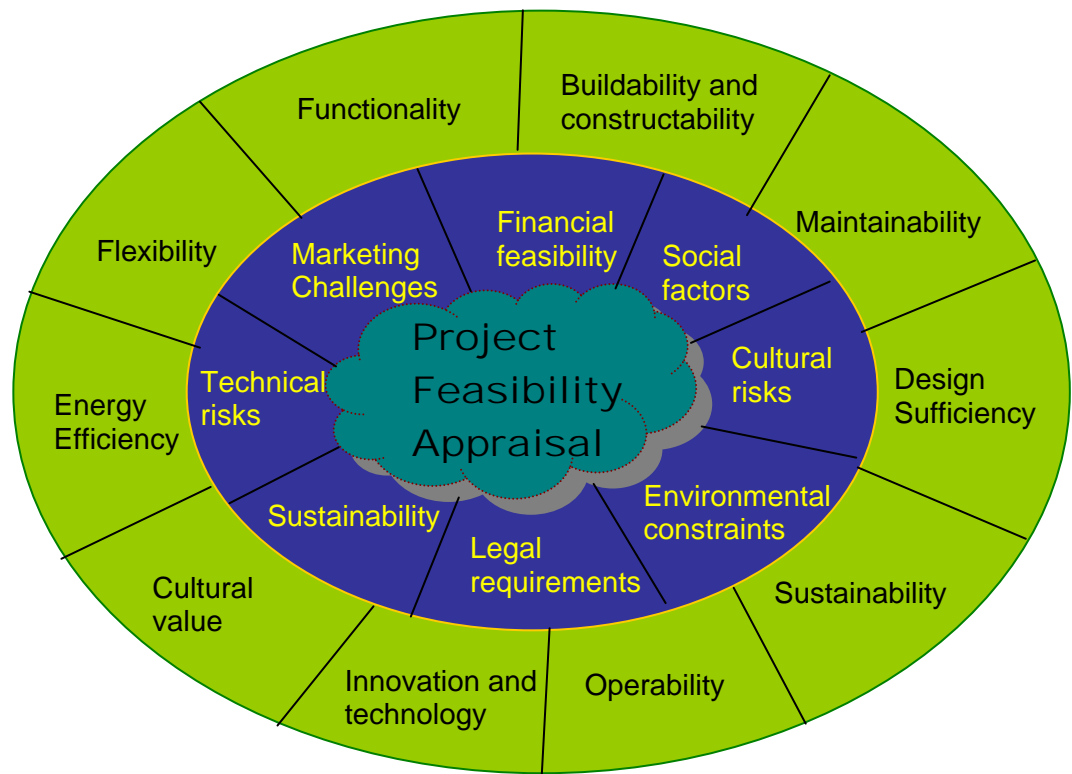 Functionality
Buildability and
constructability
Maintainability
Design
Sufficiency
Sustainability
Operability
Innovation and
technology
Cultural
value
Energy
Efficiency
Flexibility
Financial
feasibility
Social
factors
Cultural
risks
Environmental
constraints
Legal
requirements
Sustainability
Technical
risks
Marketing
Challenges
Project
Feasibility
Appraisal